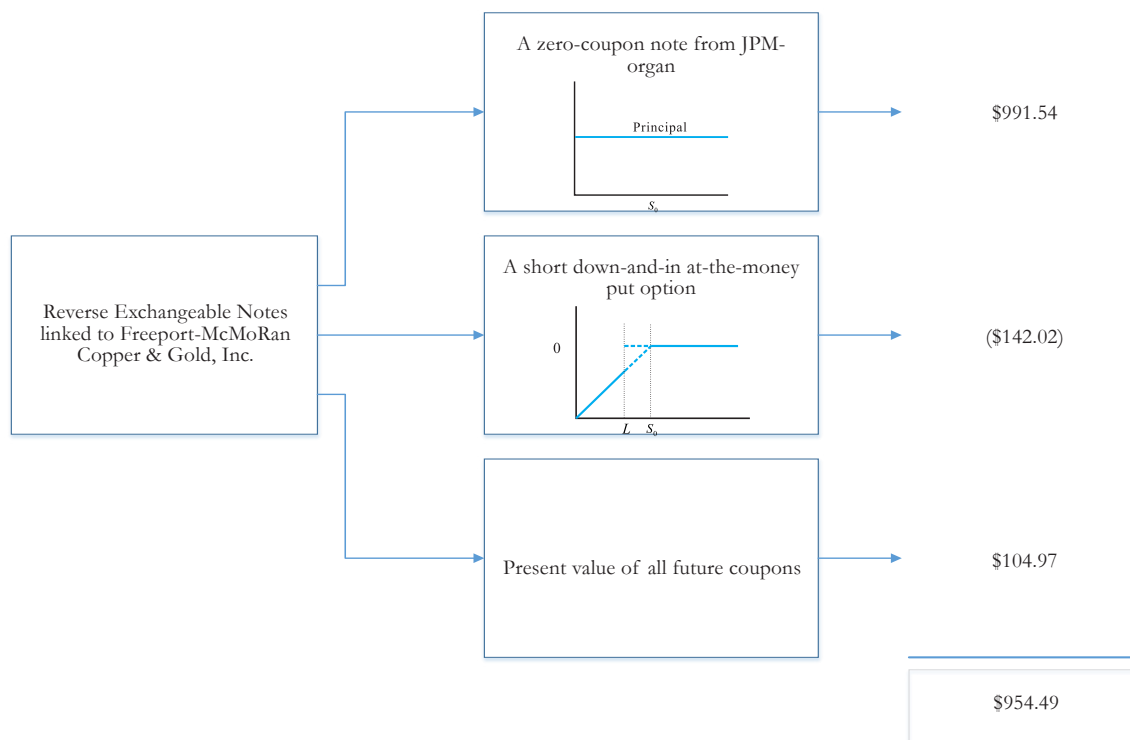 A zero-coupon note from JPM-
organ
Principal
S₀
$991.54
Reverse Exchangeable Notes
linked to Freeport-McMoRan
Copper & Gold, Inc.
A short down-and-in at-the-money
put option
0
L S₀
($142.02)
Present value of all future coupons
$104.97
$954.49